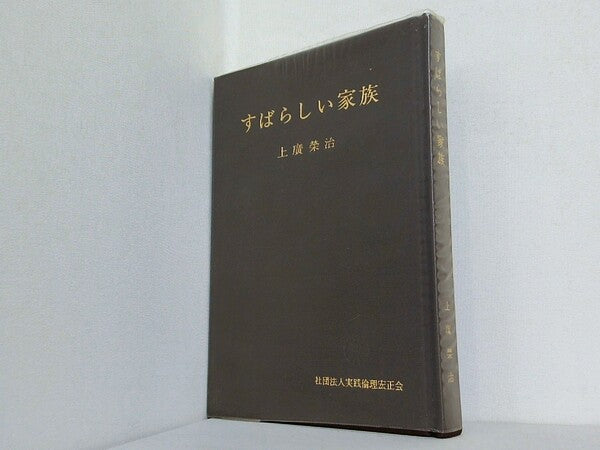 すばらしい家族
上廣榮治
社団法人実践倫理宏正会
すばらしい家族
上廣榮治